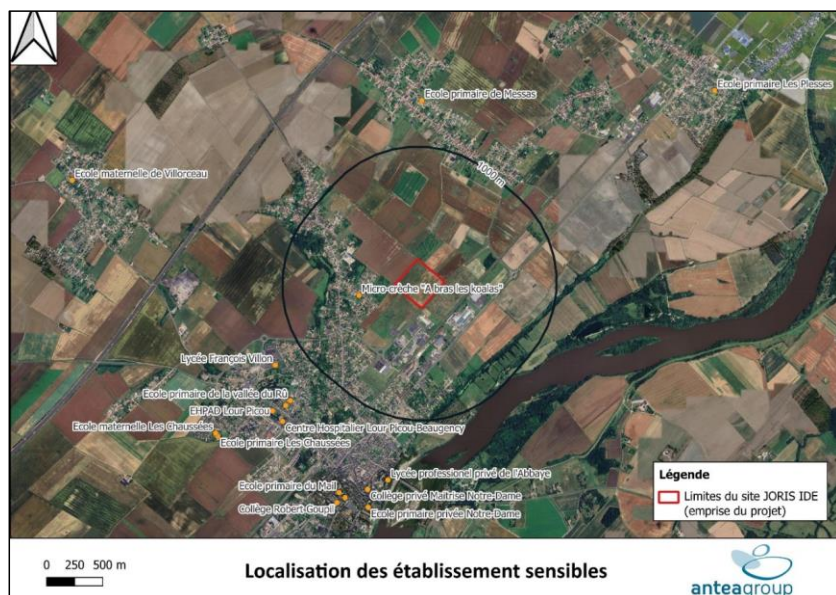 Ecole primaire Les Plesses
Ecole primaire de Messas
1000 m
Ecole maternelle de Villorceau
Micro-crèche "A bras les koalas"
Lycée François Villon
Ecole primaire de la vallée du Rû
EHPAD Lour Picou
Centre Hospitalier Lour Picou-Beaugency
Ecole maternelle Les Chaussées
Ecole primaire Les Chaussées
Lycée professionel privé de l'Abbaye
Ecole primaire du Mail
Collège privé Maîtrise Notre-Dame
Collège Robert Goupil
Ecole primaire privée Notre-Dame
Légende
Limites du site JORIS IDE
(emprise du projet)
0 250 500 m
Localisation des établissement sensibles
anteagroup